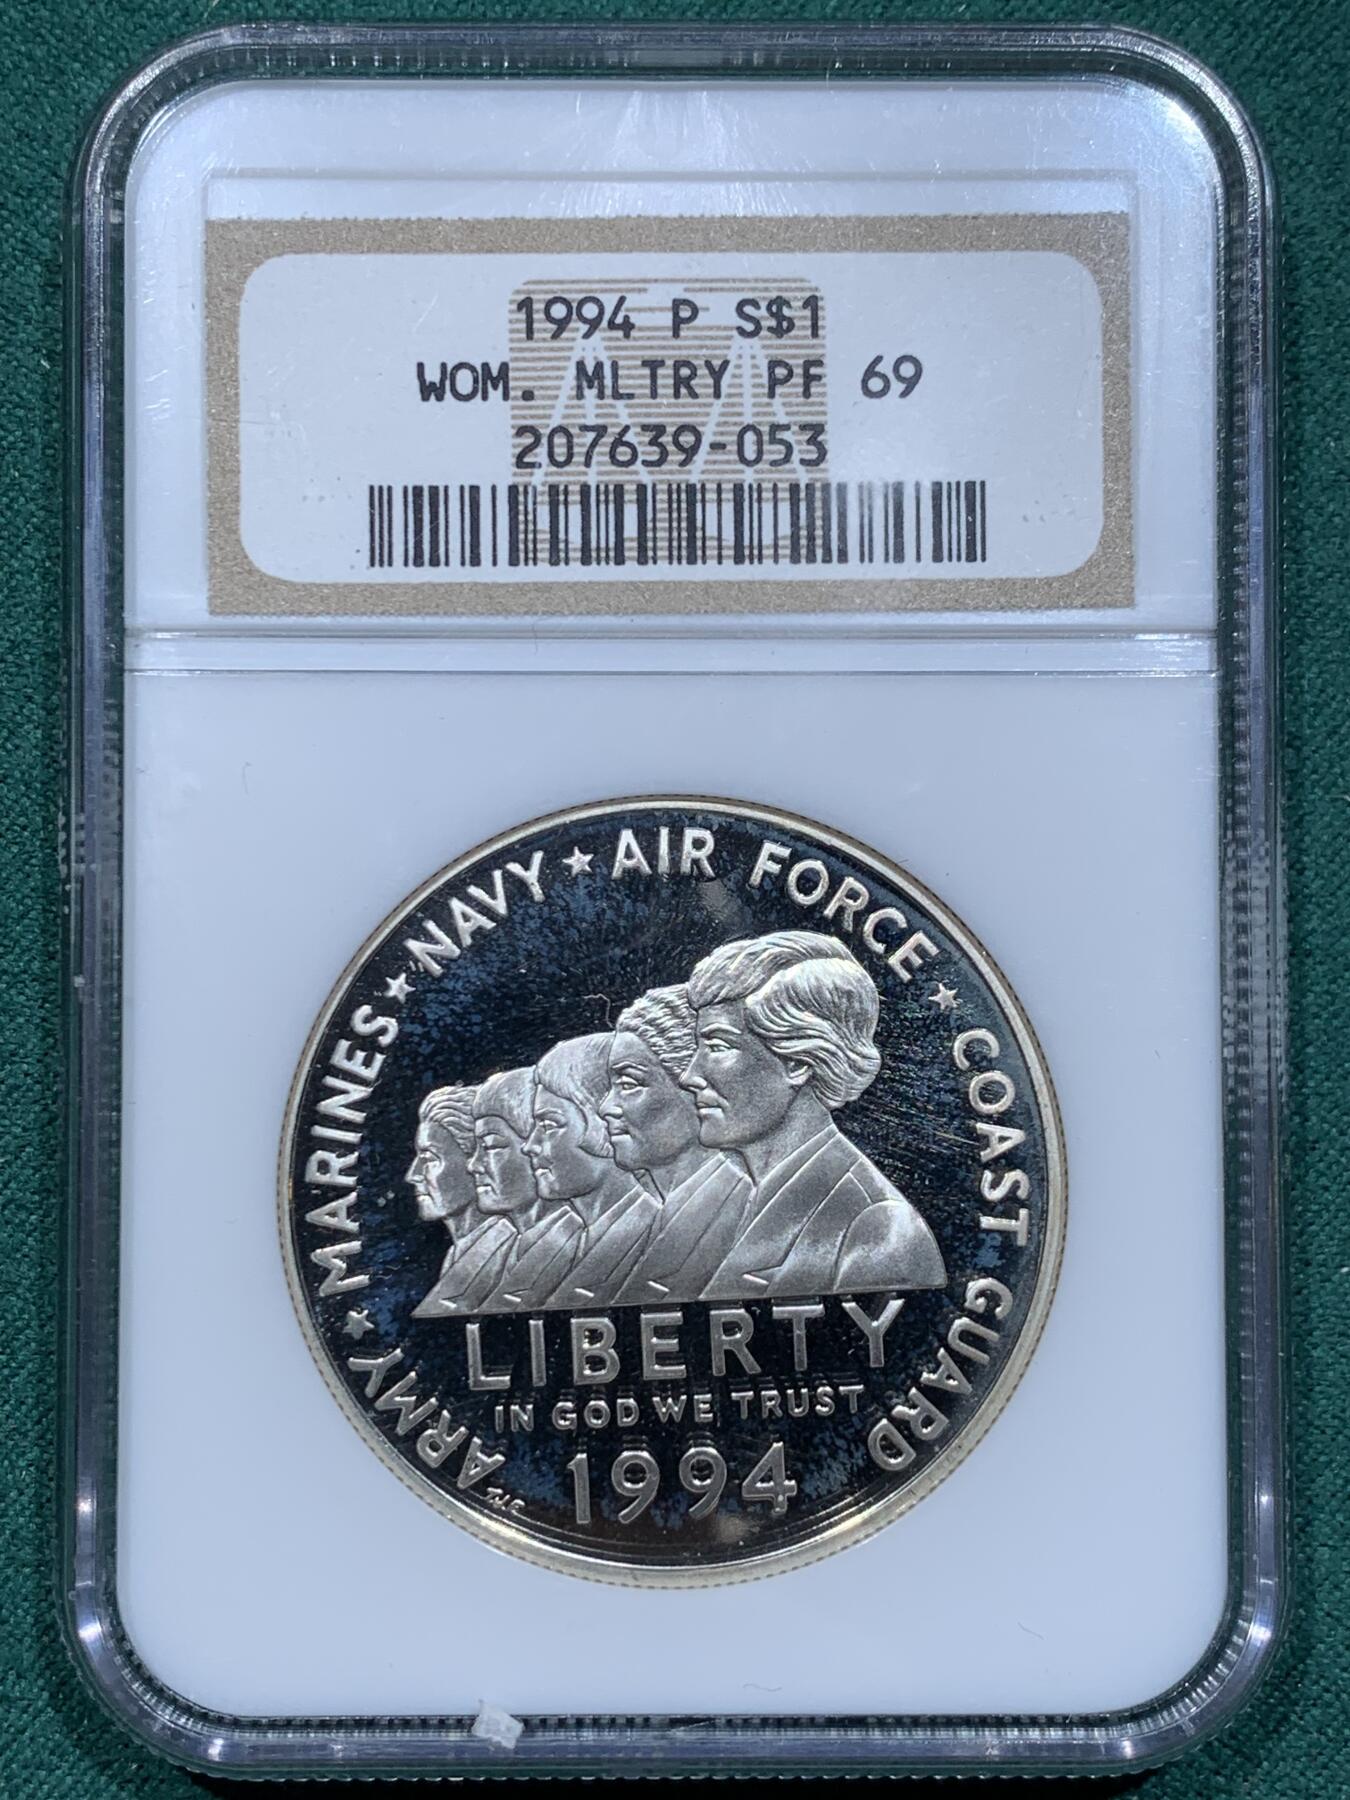 1994 P S$1
WOM. MLTRY PF 69
207639-053
ARMY ★ MARINES ★ NAVY ★ AIR FORCE ★ COAST GUARD
LIBERTY
IN GOD WE TRUST
1994